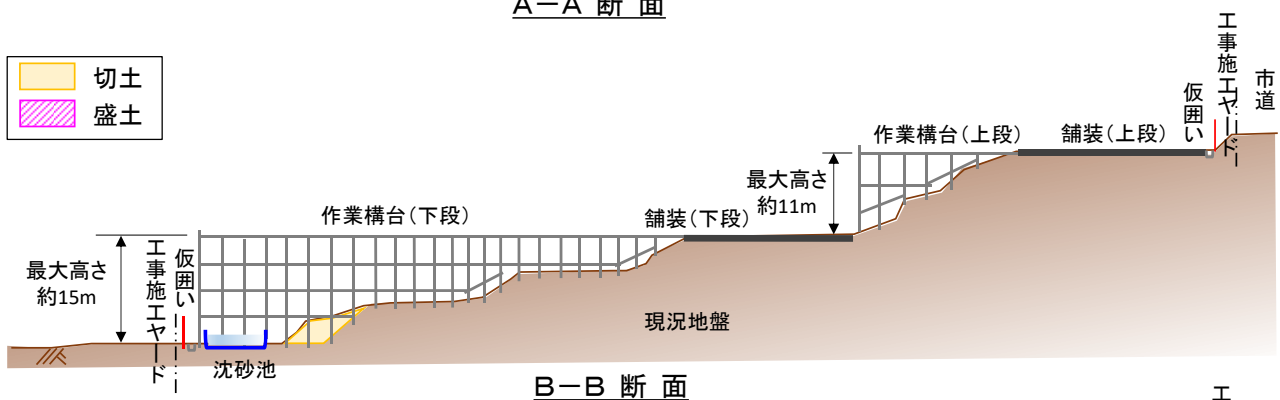 A－A 断 面
切土
盛土
工事施工ヤード
市道
仮囲い
作業構台(上段)
舗装(上段)
最大高さ
約11m
作業構台(下段)
舗装(下段)
最大高さ
約15m
工事施工ヤード
仮囲い
現況地盤
沈砂池
B－B 断 面
工